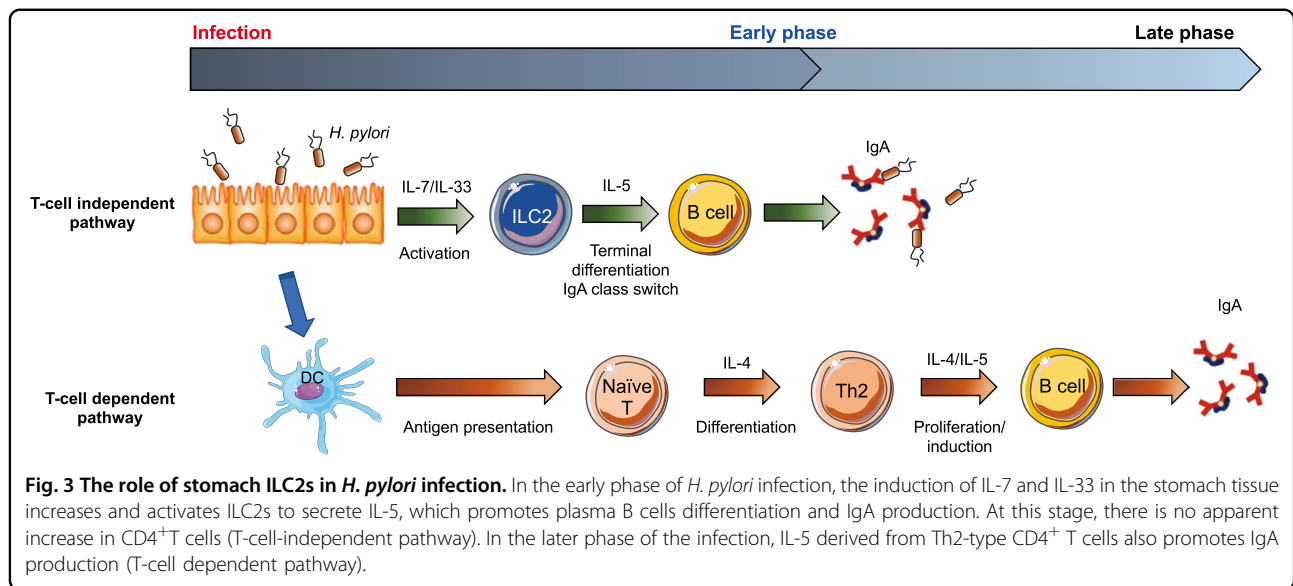 Infection
Early phase
Late phase
H. pylori
IgA
T-cell independent
pathway
IL-7/IL-33
Activation
ILC2
IL-5
Terminal
differentiation
IgA class switch
B cell
IgA
T-cell dependent
pathway
DC
Antigen presentation
Naïve
T
IL-4
Differentiation
Th2
IL-4/IL-5
Proliferation/
induction
B cell
Fig. 3 The role of stomach ILC2s in H. pylori infection. In the early phase of H. pylori infection, the induction of IL-7 and IL-33 in the stomach tissue
increases and activates ILC2s to secrete IL-5, which promotes plasma B cells differentiation and IgA production. At this stage, there is no apparent
increase in CD4+T cells (T-cell-independent pathway). In the later phase of the infection, IL-5 derived from Th2-type CD4+ T cells also promotes IgA
production (T-cell dependent pathway).